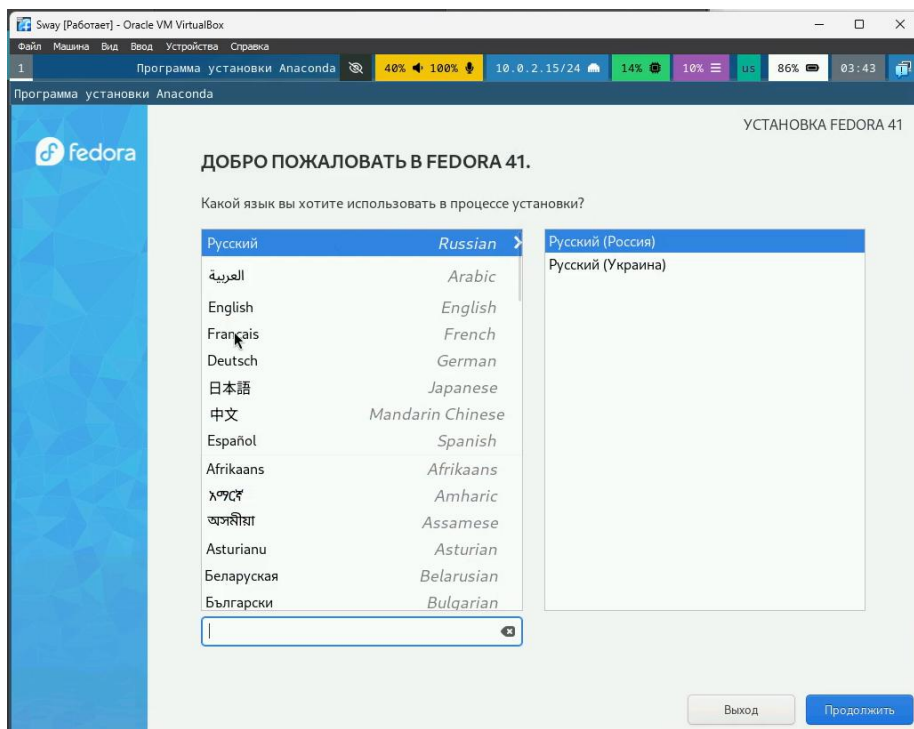 Sway [Работает] - Oracle VM VirtualBox
Файл Машина Вид Ввод Устройства Справка
1 Программа установки Anaconda 40% 100% 10.0.2.15/24 14% 10% us 86% 03:43
Программа установки Anaconda
fedora
УСТАНОВКА FEDORA 41
ДОБРО ПОЖАЛОВАТЬ В FEDORA 41.
Какой язык вы хотите использовать в процессе установки?
Русский Russian
العربية Arabic
English English
Français French
Deutsch German
日本語 Japanese
中文 Mandarin Chinese
Español Spanish
Afrikaans Afrikaans
አማርኛ Amharic
অসমীয়া Assamese
Asturianu Asturian
Беларуская Belarusian
Български Bulgarian
Русский (Россия)
Русский (Украина)
Выход Продолжить